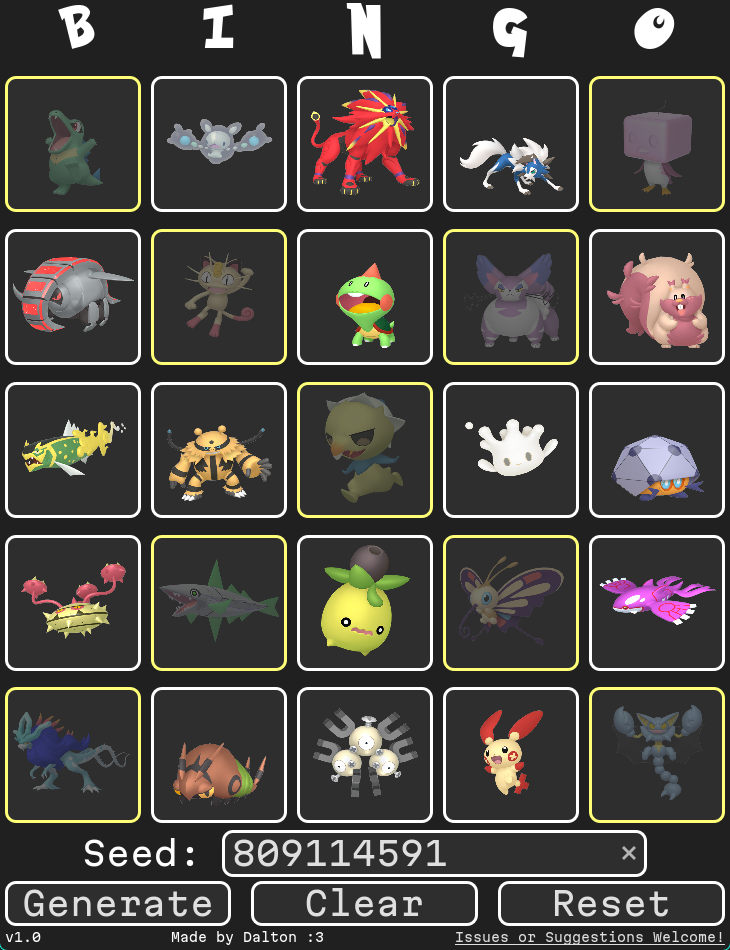 B I N G O
Seed: 809114591 ×
Generate Clear Reset
v1.0 Made by Dalton :3 Issues or Suggestions Welcome!